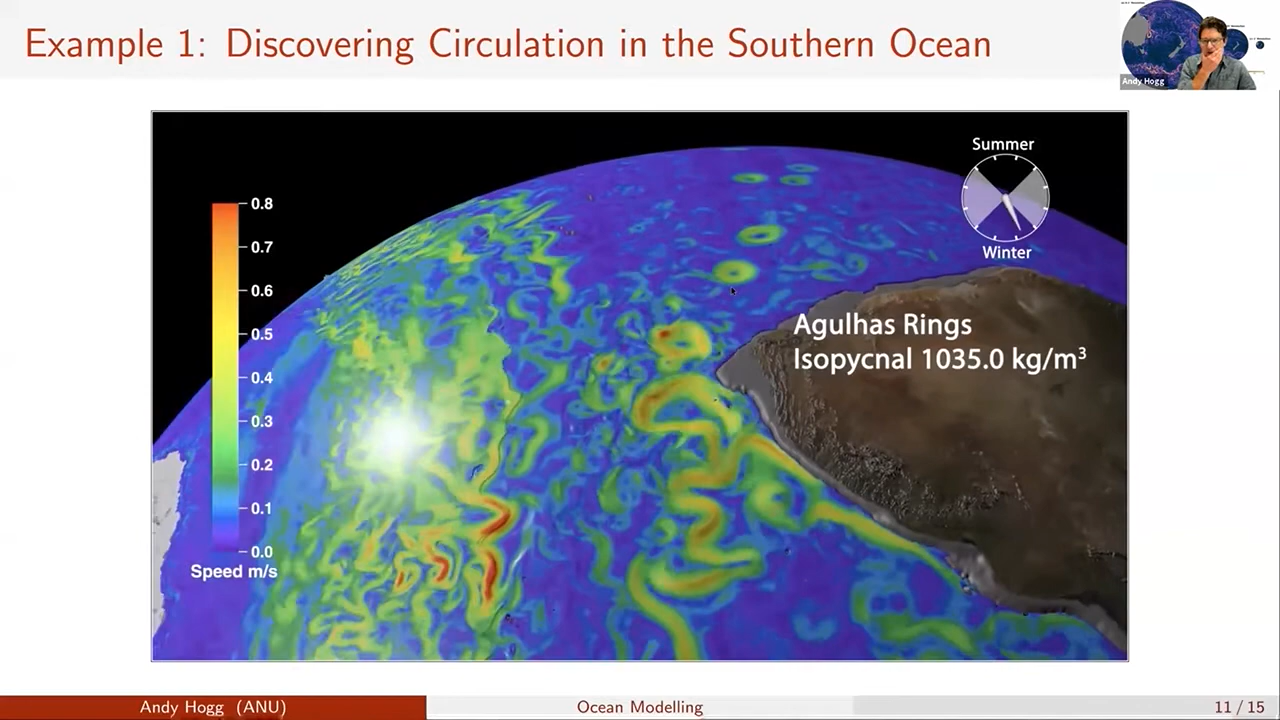 Example 1: Discovering Circulation in the Southern Ocean
Andy Hogg
Summer
Winter
0.8
0.7
0.6
0.5
0.4
0.3
0.2
0.1
0.0
Speed m/s
Agulhas Rings
Isopycnal 1035.0 kg/m³
Andy Hogg (ANU)
Ocean Modelling
11 / 15